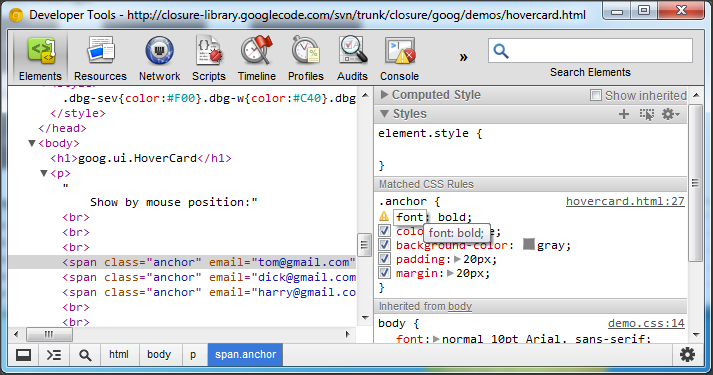 Developer Tools - http://closure-library.googlecode.com/svn/trunk/closure/goog/demos/hovercard.html
Elements Resources Network Scripts Timeline Profiles Audits Console » Search Elements
.dbg-sev{color:#F00}.dbg-w{color:#C40}.dbg
</style>
</head>
<body>
<h1>goog.ui.HoverCard</h1>
<p>
"
Show by mouse position:"
<br>
<br>
<br>
<span class="anchor" email="tom@gmail.com"
<span class="anchor" email="dick@gmail.com
<span class="anchor" email="harry@gmail.co
<br>
<br>
Computed Style Show inherited
Styles
element.style {
}
Matched CSS Rules
.anchor { hovercard.html:27
font: bold;
font: bold;
background-color: gray;
padding: 20px;
margin: 20px;
}
Inherited from body
body { demo.css:14
font: normal 10pt Arial, sans-serif;
html body p span.anchor